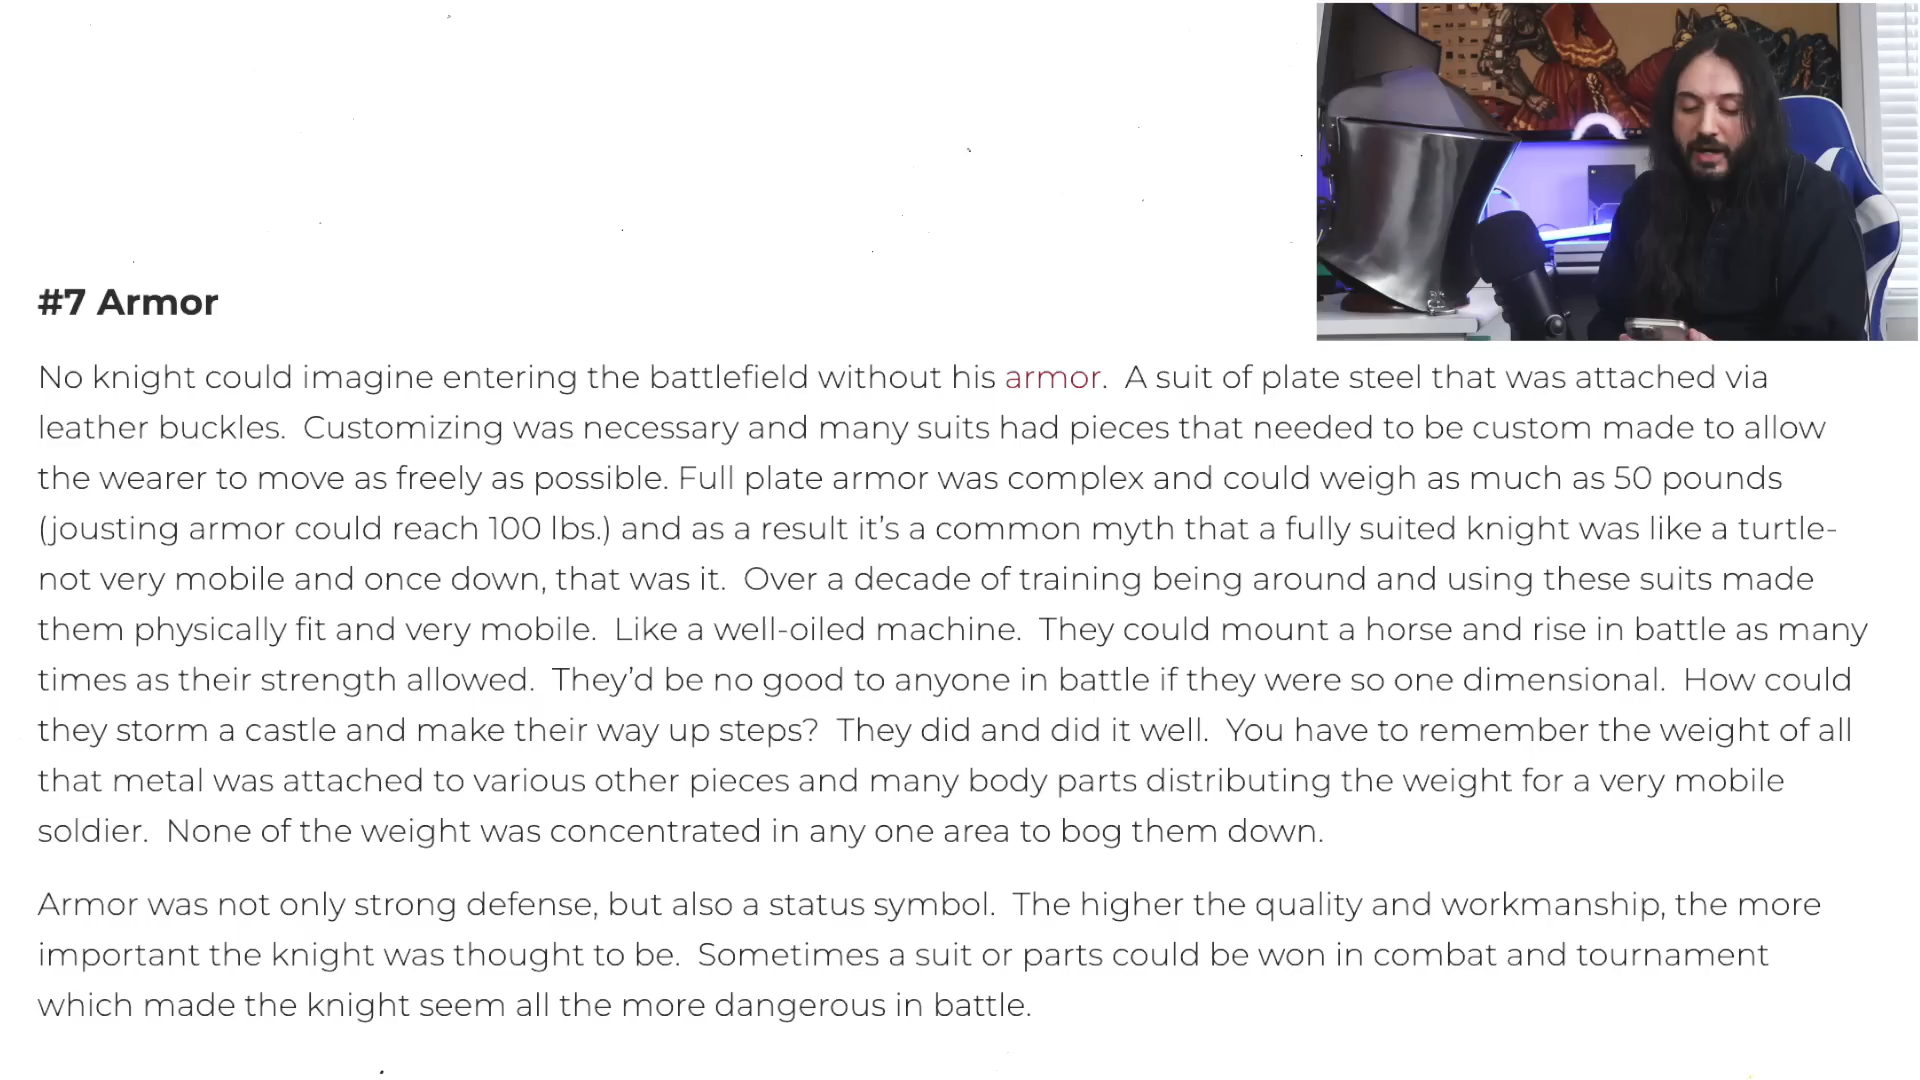 #7 Armor
No knight could imagine entering the battlefield without his armor.  A suit of plate steel that was attached via
leather buckles.  Customizing was necessary and many suits had pieces that needed to be custom made to allow
the wearer to move as freely as possible. Full plate armor was complex and could weigh as much as 50 pounds
(jousting armor could reach 100 lbs.) and as a result it’s a common myth that a fully suited knight was like a turtle-
not very mobile and once down, that was it.  Over a decade of training being around and using these suits made
them physically fit and very mobile.  Like a well-oiled machine.  They could mount a horse and rise in battle as many
times as their strength allowed.  They’d be no good to anyone in battle if they were so one dimensional.  How could
they storm a castle and make their way up steps?  They did and did it well.  You have to remember the weight of all
that metal was attached to various other pieces and many body parts distributing the weight for a very mobile
soldier.  None of the weight was concentrated in any one area to bog them down.
Armor was not only strong defense, but also a status symbol.  The higher the quality and workmanship, the more
important the knight was thought to be.  Sometimes a suit or parts could be won in combat and tournament
which made the knight seem all the more dangerous in battle.